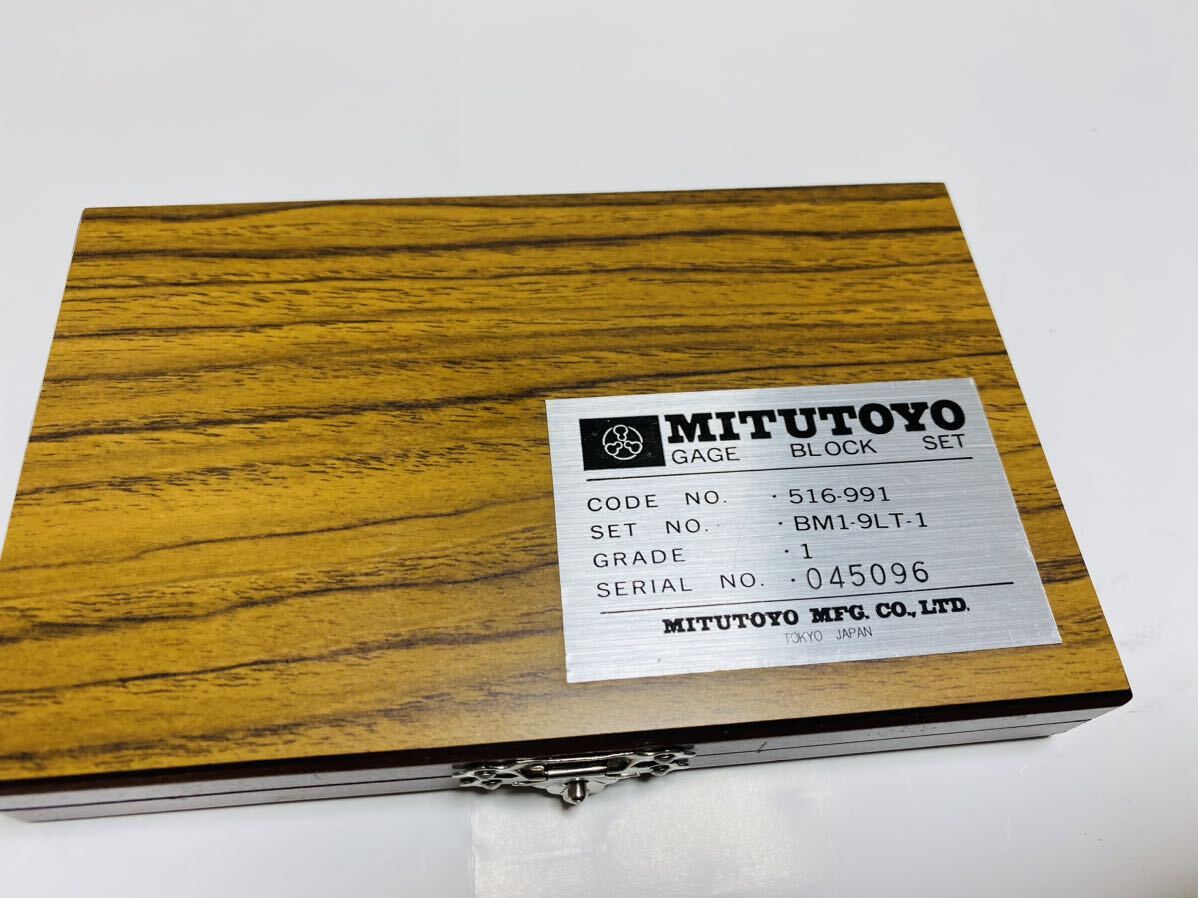 MITUTOYO
GAGE BLOCK SET
CODE NO. · 516-991
SET NO. · BM1-9LT-1
GRADE · 1
SERIAL NO. · 045096
MITUTOYO MFG. CO., LTD.
TOKYO JAPAN